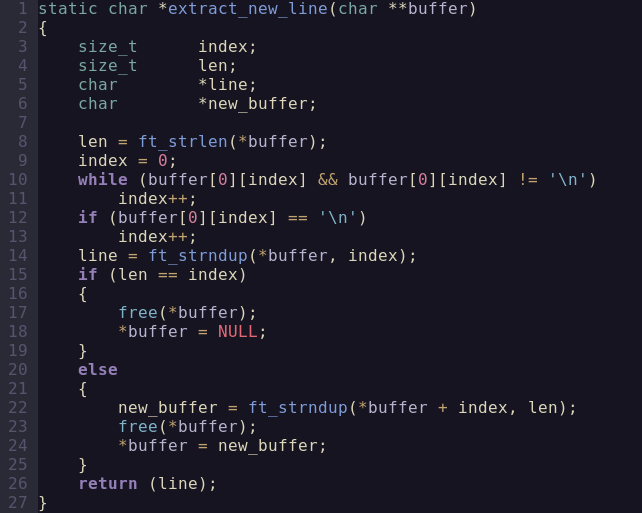 1 static char *extract_new_line(char **buffer)
2 {
3     size_t      index;
4     size_t      len;
5     char        *line;
6     char        *new_buffer;
7
8     len = ft_strlen(*buffer);
9     index = 0;
10     while (buffer[0][index] && buffer[0][index] != '\n')
11         index++;
12     if (buffer[0][index] == '\n')
13         index++;
14     line = ft_strndup(*buffer, index);
15     if (len == index)
16     {
17         free(*buffer);
18         *buffer = NULL;
19     }
20     else
21     {
22         new_buffer = ft_strndup(*buffer + index, len);
23         free(*buffer);
24         *buffer = new_buffer;
25     }
26     return (line);
27 }